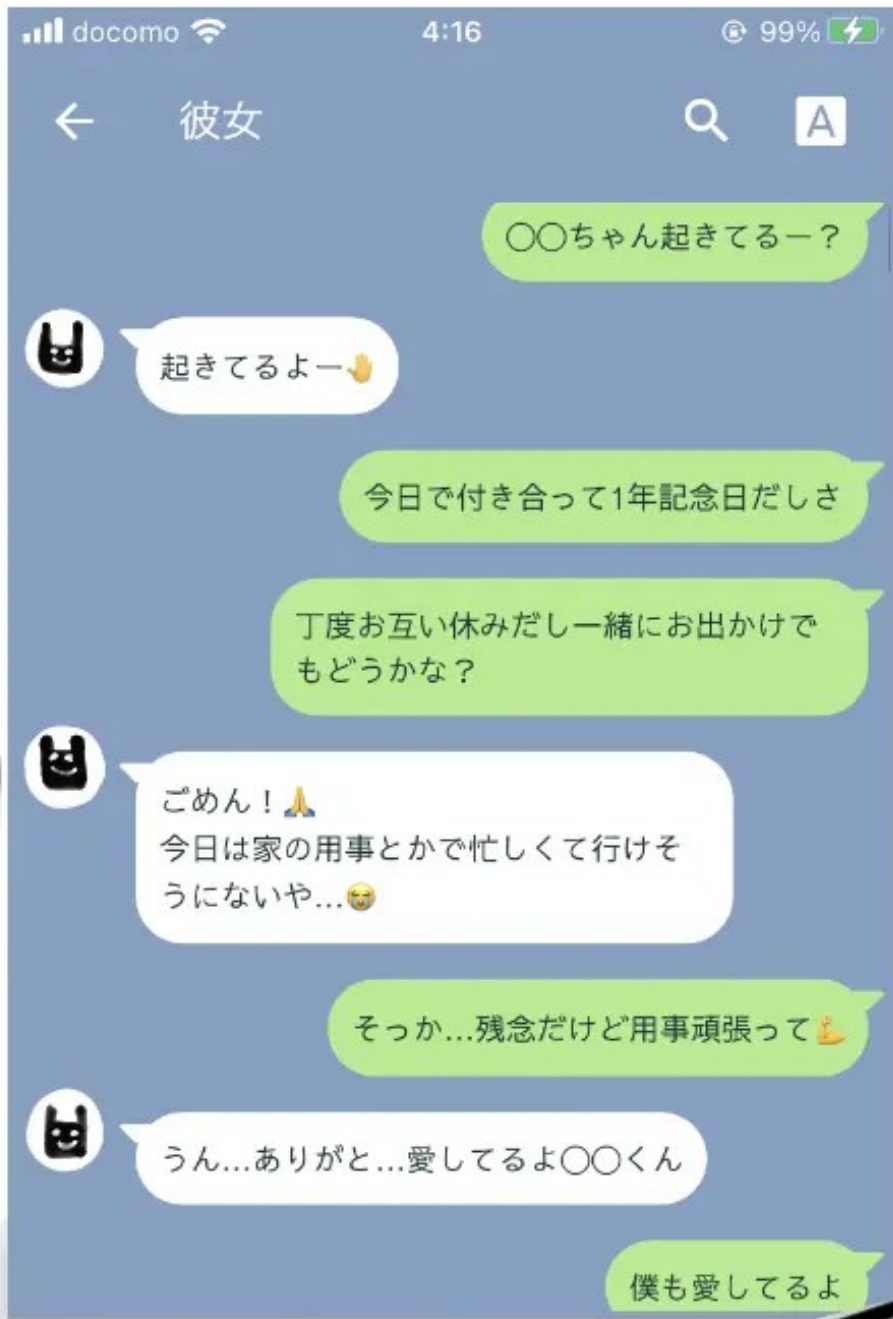 docomo 4:16 99%
彼女 A
〇〇ちゃん起きてるー？
起きてるよー🤚
今日で付き合って1年記念日だしさ
丁度お互い休みだし一緒にお出かけで
もどうかな？
ごめん！🙏
今日は家の用事とかで忙しくて行けそ
うにないや...😭
そっか...残念だけど用事頑張って💪
うん...ありがと...愛してるよ〇〇くん
僕も愛してるよ